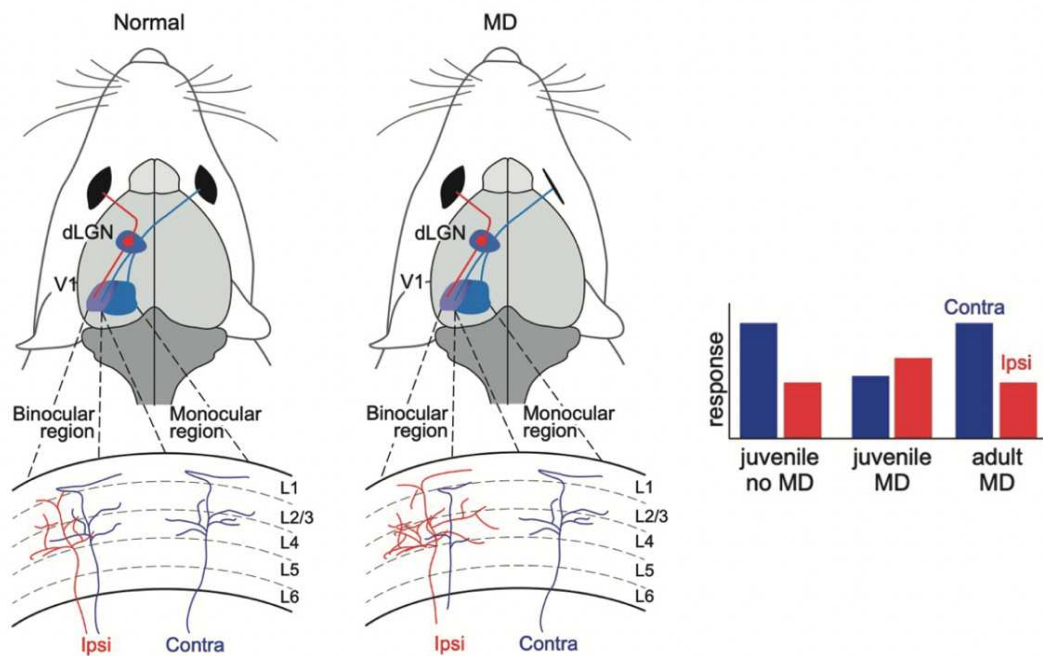 Normal
dLGN
V1
Binocular
region
Monocular
region
L1
L2/3
L4
L5
L6
Ipsi
Contra
MD
dLGN
V1
Binocular
region
Monocular
region
L1
L2/3
L4
L5
L6
Ipsi
Contra
response
Contra
Ipsi
juvenile
no MD
juvenile
MD
adult
MD